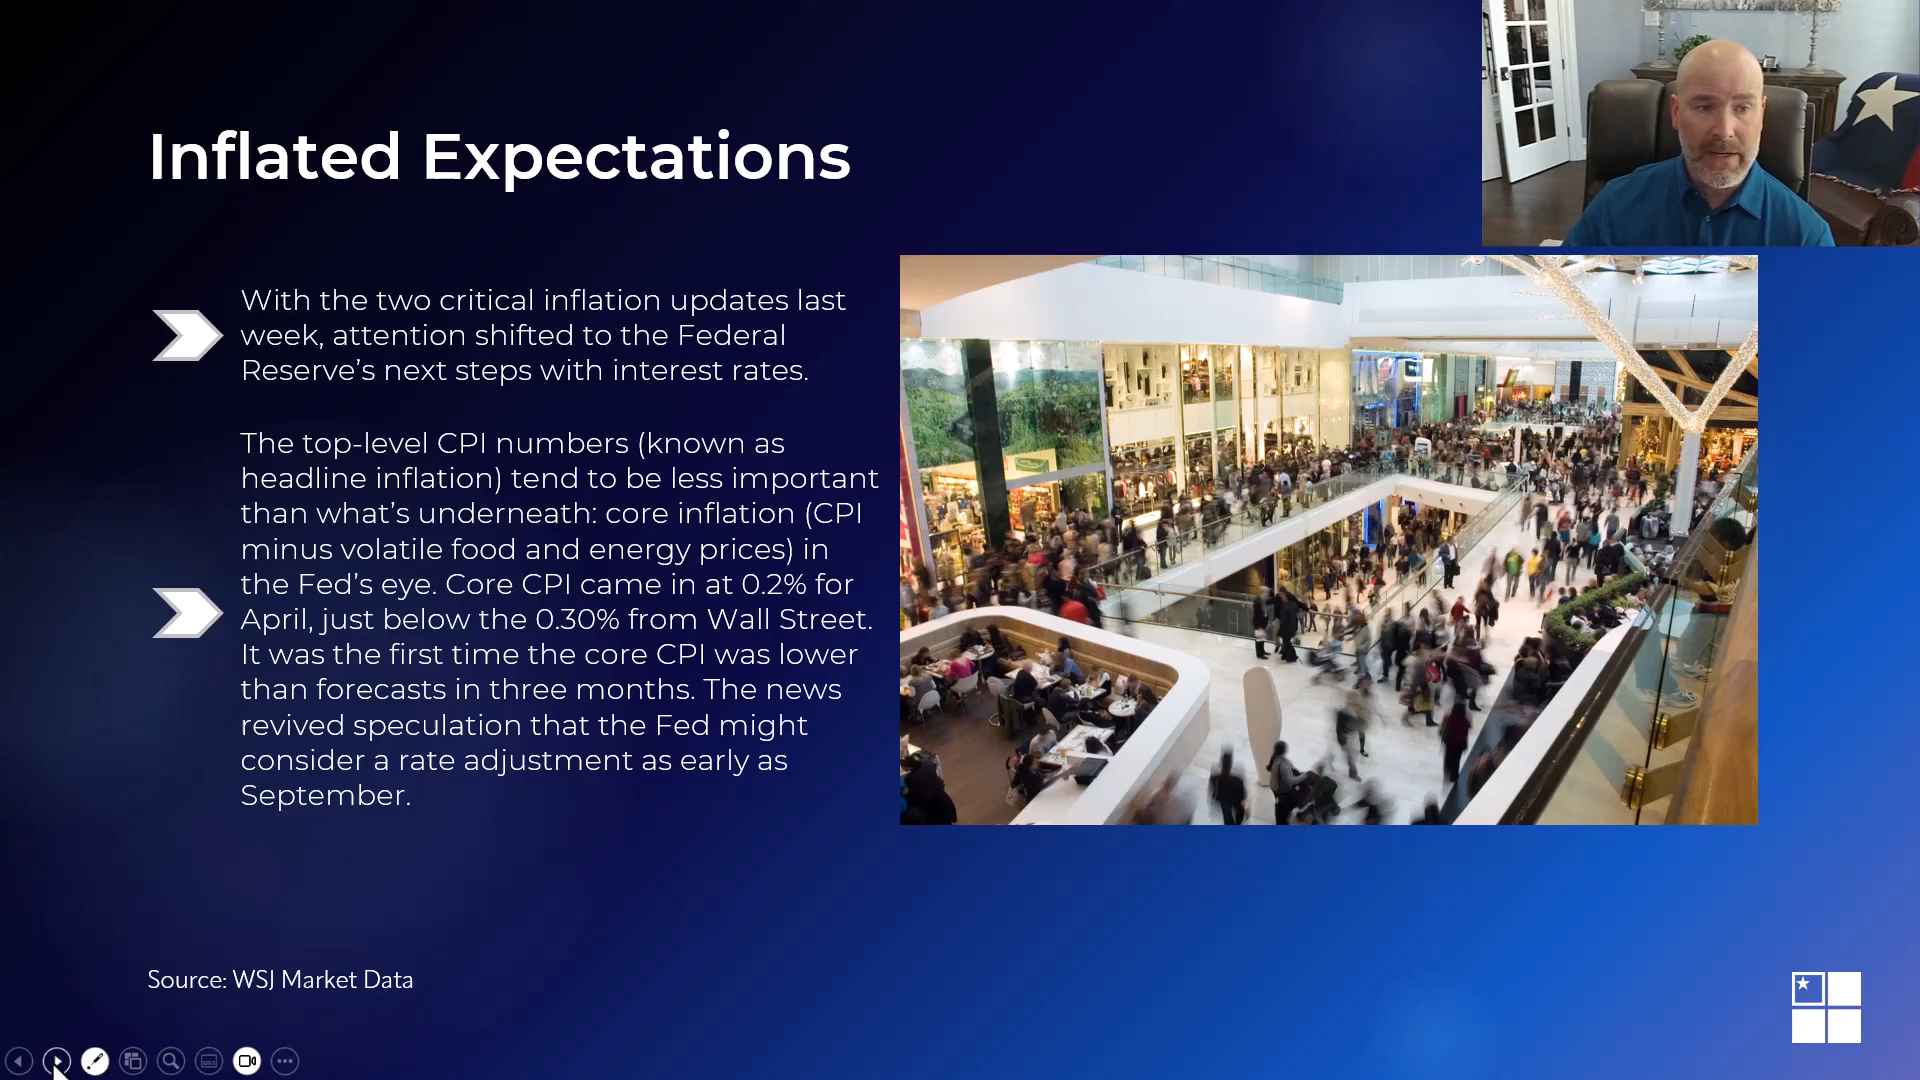 Inflated Expectations
With the two critical inflation updates last
week, attention shifted to the Federal
Reserve’s next steps with interest rates.
The top-level CPI numbers (known as
headline inflation) tend to be less important
than what’s underneath: core inflation (CPI
minus volatile food and energy prices) in
the Fed’s eye. Core CPI came in at 0.2% for
April, just below the 0.30% from Wall Street.
It was the first time the core CPI was lower
than forecasts in three months. The news
revived speculation that the Fed might
consider a rate adjustment as early as
September.
Source: WSJ Market Data